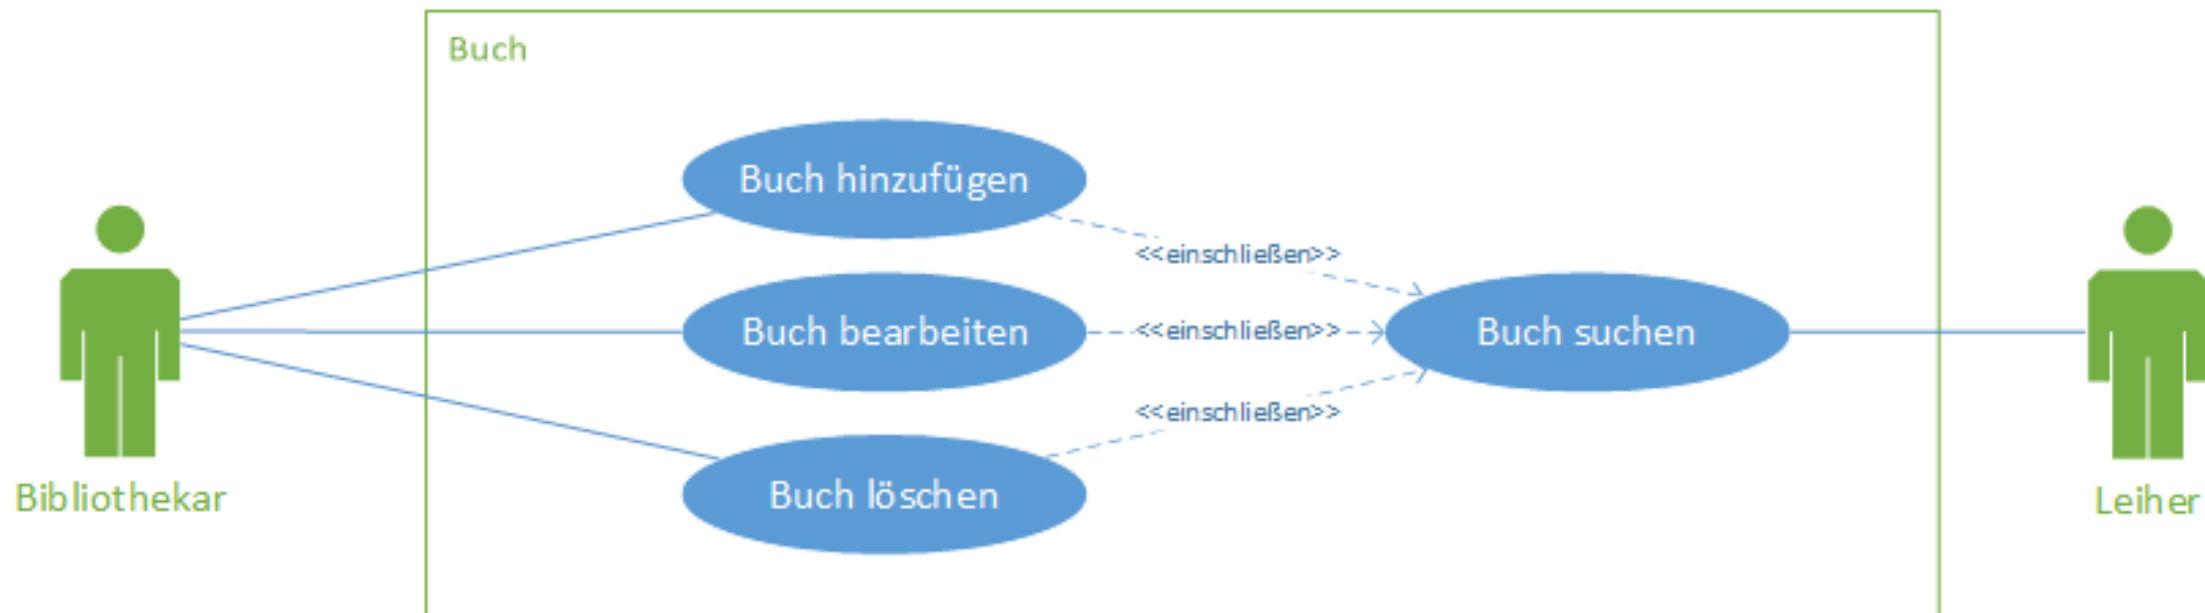 Buch
Buch hinzufügen
<<einschließen>>
Buch bearbeiten
<<einschließen>>
Buch suchen
<<einschließen>>
Buch löschen
Bibliothekar
Leiher